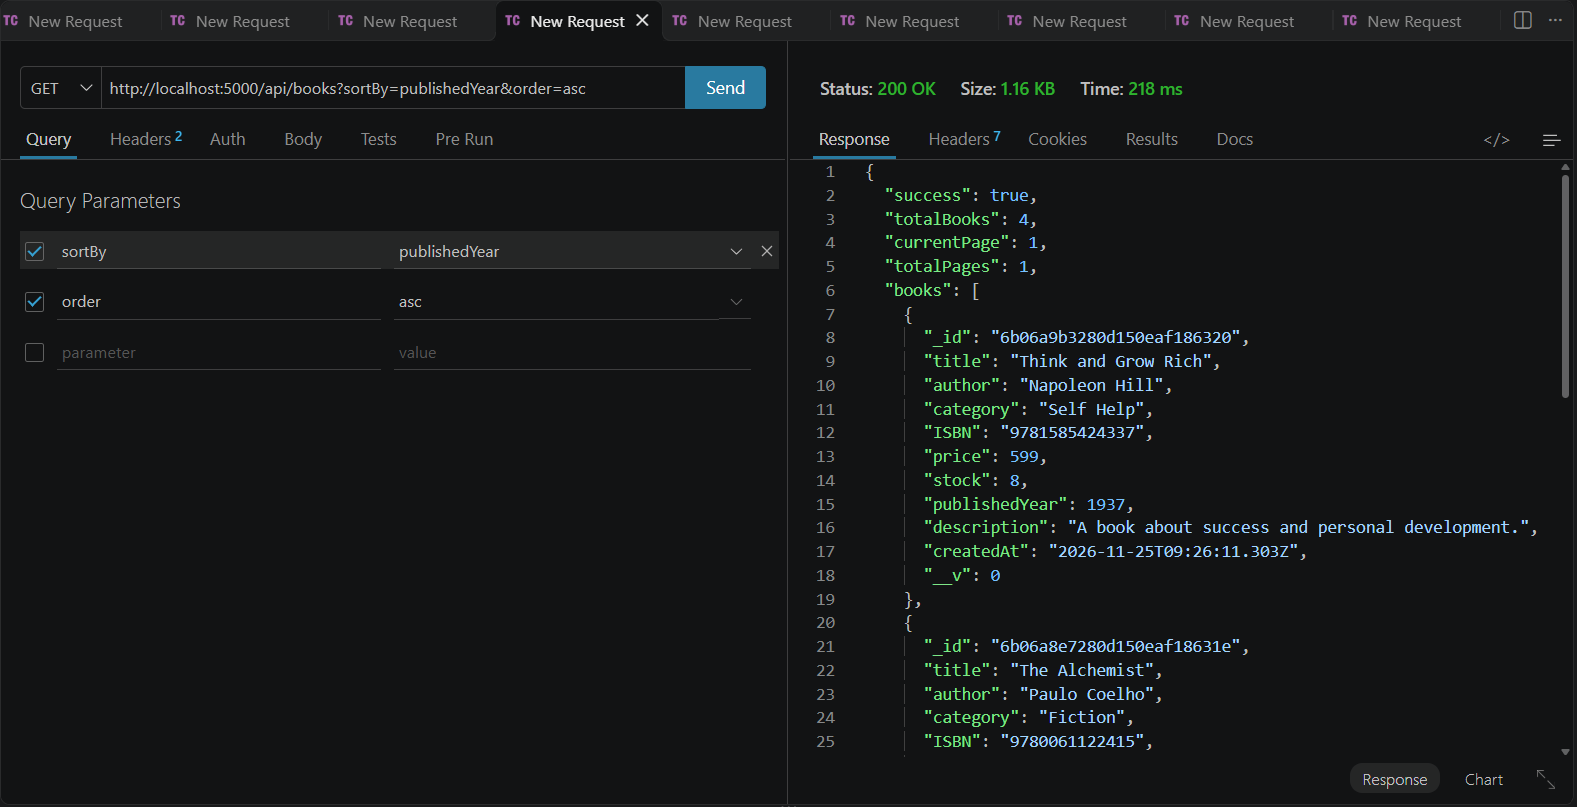 TC New Request TC New Request TC New Request TC New Request TC New Request TC New Request TC New Request TC New Request TC New Request
GET http://localhost:5000/api/books?sortBy=publishedYear&order=asc Send
Query Headers 2 Auth Body Tests Pre Run
Query Parameters
sortBy publishedYear
order asc
parameter value
Status: 200 OK Size: 1.16 KB Time: 218 ms
Response Headers 7 Cookies Results Docs </>
1 {
2 "success": true,
3 "totalBooks": 4,
4 "currentPage": 1,
5 "totalPages": 1,
6 "books": [
7 {
8 "_id": "6b06a9b3280d150eaf186320",
9 "title": "Think and Grow Rich",
10 "author": "Napoleon Hill",
11 "category": "Self Help",
12 "ISBN": "9781585424337",
13 "price": 599,
14 "stock": 8,
15 "publishedYear": 1937,
16 "description": "A book about success and personal development.",
17 "createdAt": "2026-11-25T09:26:11.303Z",
18 "__v": 0
19 },
20 {
21 "_id": "6b06a8e7280d150eaf18631e",
22 "title": "The Alchemist",
23 "author": "Paulo Coelho",
24 "category": "Fiction",
25 "ISBN": "9780061122415",
Response Chart